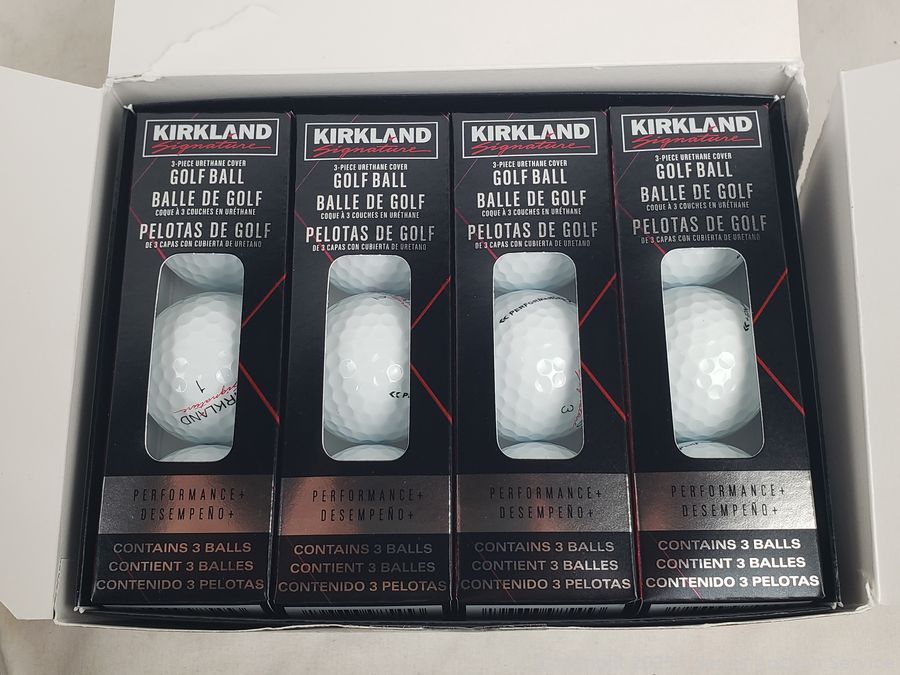 KIRKLAND
Signature
3-PIECE URETHANE COVER
GOLF BALL
BALLE DE GOLF
COQUE À 3 COUCHES EN URÉTHANE
PELOTAS DE GOLF
DE 3 CAPAS CON CUBIERTA DE URETANO
1
KIRKLAND
Signature
PERFORMANCE+
DESEMPEÑO+
CONTAINS 3 BALLS
CONTIENT 3 BALLES
CONTENIDO 3 PELOTAS
KIRKLAND
Signature
3-PIECE URETHANE COVER
GOLF BALL
BALLE DE GOLF
COQUE À 3 COUCHES EN URÉTHANE
PELOTAS DE GOLF
DE 3 CAPAS CON CUBIERTA DE URETANO
PERFORMANCE+
DESEMPEÑO+
CONTAINS 3 BALLS
CONTIENT 3 BALLES
CONTENIDO 3 PELOTAS
KIRKLAND
Signature
3-PIECE URETHANE COVER
GOLF BALL
BALLE DE GOLF
COQUE À 3 COUCHES EN URÉTHANE
PELOTAS DE GOLF
DE 3 CAPAS CON CUBIERTA DE URETANO
PERFORMANCE
3
PERFORMANCE+
DESEMPEÑO+
CONTAINS 3 BALLS
CONTIENT 3 BALLES
CONTENIDO 3 PELOTAS
KIRKLAND
Signature
3-PIECE URETHANE COVER
GOLF BALL
BALLE DE GOLF
COQUE À 3 COUCHES EN URÉTHANE
PELOTAS DE GOLF
DE 3 CAPAS CON CUBIERTA DE URETANO
PERFORMANCE+
DESEMPEÑO+
CONTAINS 3 BALLS
CONTIENT 3 BALLES
CONTENIDO 3 PELOTAS